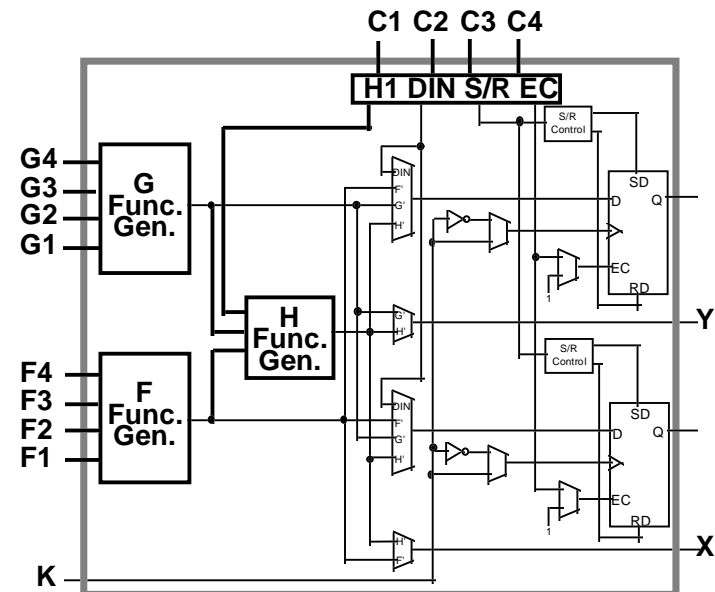 C1 C2 C3 C4
H1 DIN S/R EC
S/R
Control
G4
G3
G2
G1
G
Func.
Gen.
DIN
F'
G'
H'
SD
D
Q
EC
RD
1
H
Func.
Gen.
G'
H'
Y
S/R
Control
F4
F3
F2
F1
F
Func.
Gen.
DIN
F'
G'
H'
SD
D
Q
EC
RD
1
H'
F'
X
K